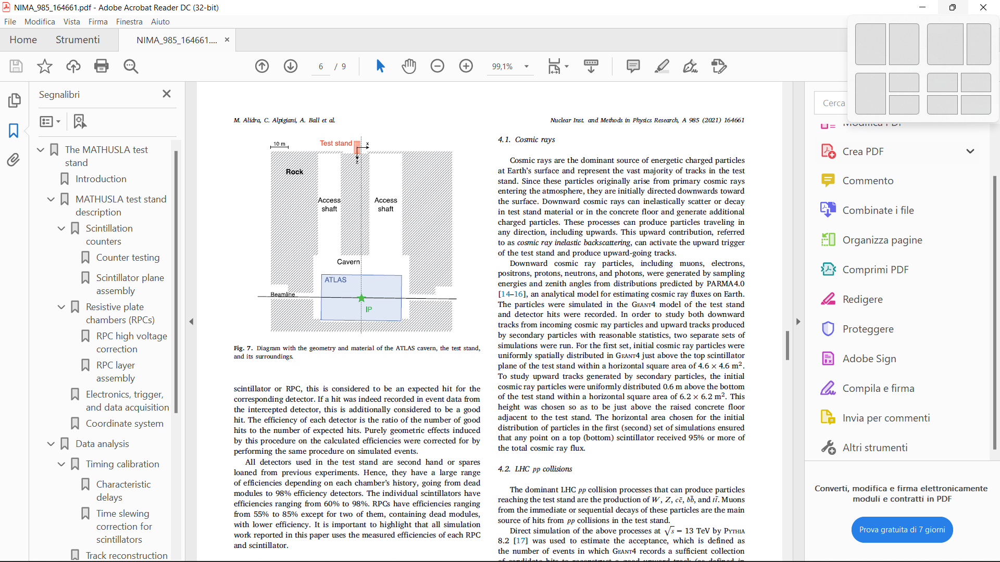 NIMA_985_164661.pdf - Adobe Acrobat Reader DC (32-bit)
File Modifica Vista Firma Finestra Aiuto
Home Strumenti NIMA_985_164661....
6 / 9 99,1%
Segnalibri
The MATHUSLA test
stand
Introduction
MATHUSLA test stand
description
Scintillation
counters
Counter testing
Scintillator plane
assembly
Resistive plate
chambers (RPCs)
RPC high voltage
correction
RPC layer
assembly
Electronics, trigger,
and data acquisition
Coordinate system
Data analysis
Timing calibration
Characteristic
delays
Time slewing
correction for
scintillators
Track reconstruction
M. Alidra, C. Alpigiani, A. Ball et al.
Nuclear Inst. and Methods in Physics Research, A 985 (2021) 164661
10 m
Test stand
x
z
Rock
Access
shaft
Access
shaft
Cavern
ATLAS
Beamline
IP
Fig. 7. Diagram with the geometry and material of the ATLAS cavern, the test stand,
and its surroundings.
scintillator or RPC, this is considered to be an expected hit for the
corresponding detector. If a hit was indeed recorded in event data from
the intercepted detector, this is additionally considered to be a good
hit. The efficiency of each detector is the ratio of the number of good
hits to the number of expected hits. Purely geometric effects induced
by this procedure on the calculated efficiencies were corrected for by
performing the same procedure on simulated events.
All detectors used in the test stand are second hand or spares
loaned from previous experiments. Hence, they have a large range
of efficiencies depending on each chamber's history, going from dead
modules to 98% efficiency detectors. The individual scintillators have
efficiencies ranging from 60% to 98%. RPCs have efficiencies ranging
from 55% to 85% except for two of them, containing dead modules,
with lower efficiency. It is important to highlight that all simulation
work reported in this paper uses the measured efficiencies of each RPC
and scintillator.
4.1. Cosmic rays
Cosmic rays are the dominant source of energetic charged particles
at Earth's surface and represent the vast majority of tracks in the test
stand. Since these particles originally arise from primary cosmic rays
entering the atmosphere, they are initially directed downwards toward
the surface. Downward cosmic rays can inelastically scatter or decay
in test stand material or in the concrete floor and generate additional
charged particles. These processes can produce particles traveling in
any direction, including upwards. This upward contribution, referred
to as cosmic ray inelastic backscattering, can activate the upward trigger
of the test stand and produce upward-going tracks.
Downward cosmic ray particles, including muons, electrons,
positrons, protons, neutrons, and photons, were generated by sampling
energies and zenith angles from distributions predicted by PARMA4.0
[14–16], an analytical model for estimating cosmic ray fluxes on Earth.
The particles were simulated in the GEANT4 model of the test stand
and detector hits were recorded. In order to study both downward
tracks from incoming cosmic ray particles and upward tracks produced
by secondary particles with reasonable statistics, two separate sets of
simulations were run. For the first set, initial cosmic ray particles were
uniformly spatially distributed in GEANT4 just above the top scintillator
plane of the test stand within a horizontal square area of 4.6 × 4.6 m².
To study upward tracks generated by secondary particles, the initial
cosmic ray particles were uniformly distributed 0.6 m above the bottom
of the test stand within a horizontal square area of 6.2 × 6.2 m². This
height was chosen so as to be just above the raised concrete floor
adjacent to the test stand. The horizontal area chosen for the initial
distribution of particles in the first (second) set of simulations ensured
that any point on a top (bottom) scintillator received 95% or more of
the total cosmic ray flux.
4.2. LHC pp collisions
The dominant LHC pp collision processes that can produce particles
reaching the test stand are the production of W, Z, cc̄, bb̄, and tt̄. Muons
from the immediate or sequential decays of these particles are the main
source of hits from pp collisions in the test stand.
Direct simulation of the above processes at √s = 13 TeV by PYTHIA
8.2 [17] was used to estimate the acceptance, which is defined as
the number of events in which GEANT4 records a sufficient collection
of candidate hits to reconstruct a good upward track (as defined in
Cerca
Modifica PDF
Crea PDF
Commento
Combinate i file
Organizza pagine
Comprimi PDF
Redigere
Proteggere
Adobe Sign
Compila e firma
Invia per commenti
Altri strumenti
Converti, modifica e firma elettronicamente
moduli e contratti in PDF
Prova gratuita di 7 giorni